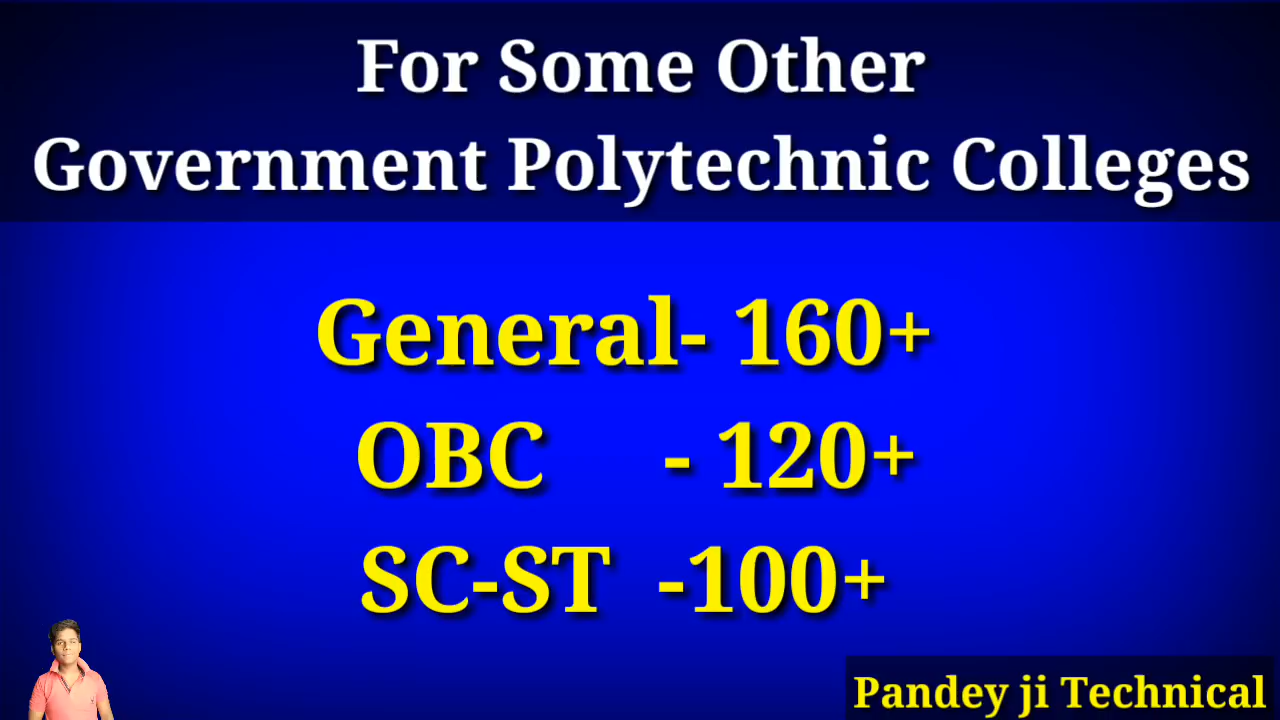 For Some Other
Government Polytechnic Colleges
General- 160+
OBC - 120+
SC-ST -100+
Pandey ji Technical